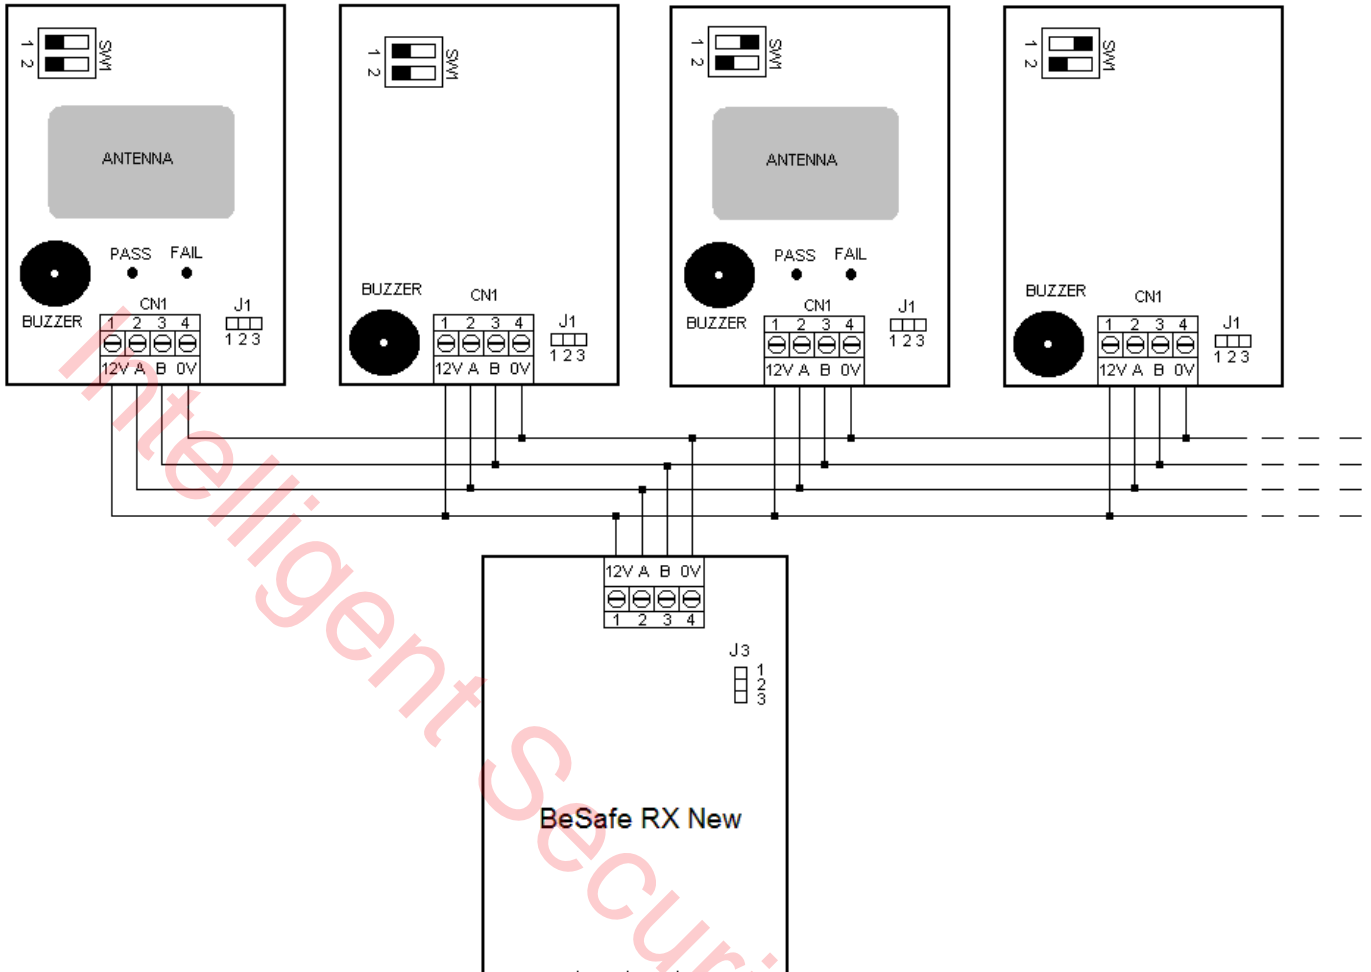 1
2
SW1
ANTENNA
PASS FAIL
BUZZER
CN1
J1
1 2 3 4
1 2 3
12V A B 0V
1
2
SW1
BUZZER
CN1
J1
1 2 3 4
1 2 3
12V A B 0V
1
2
SW1
ANTENNA
PASS FAIL
BUZZER
CN1
J1
1 2 3 4
1 2 3
12V A B 0V
1
2
SW1
BUZZER
CN1
J1
1 2 3 4
1 2 3
12V A B 0V
12V A B 0V
1 2 3 4
J3
1
2
3
BeSafe RX New
Intelligent Securi